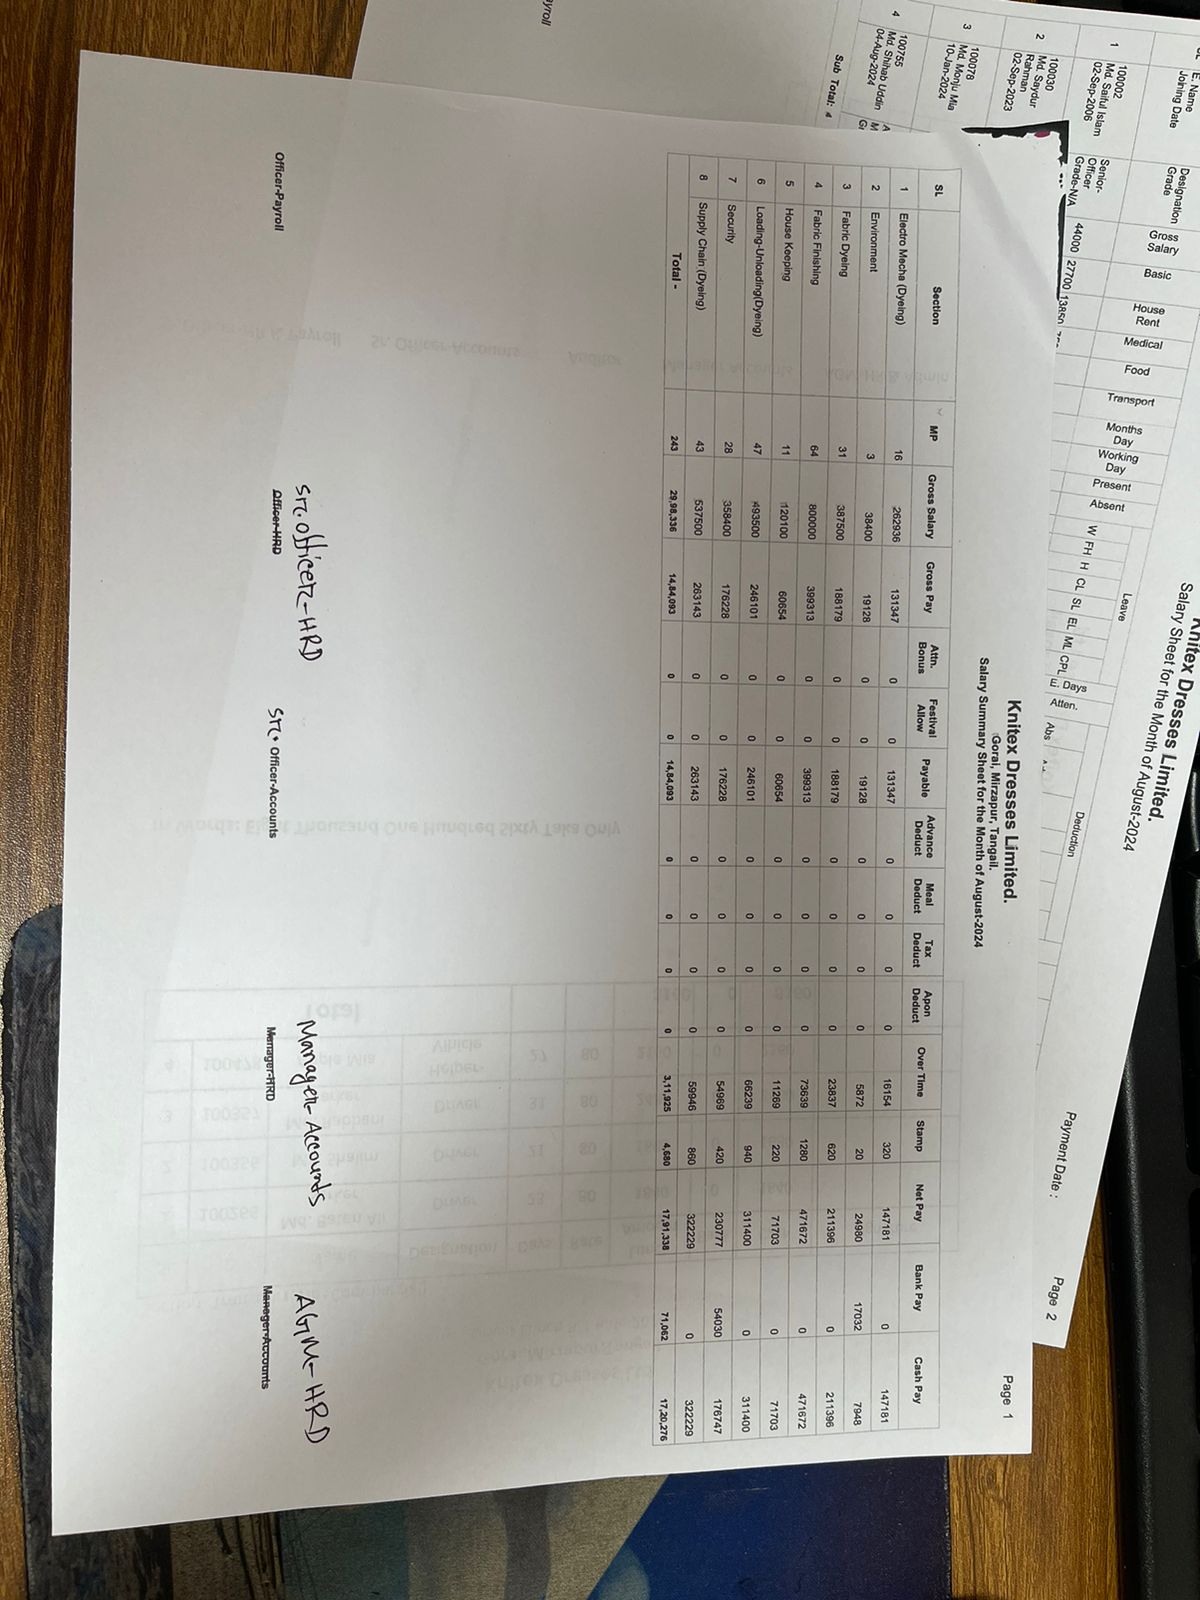 Knitex Dresses Limited.
Salary Sheet for the Month of August-2024
Payment Date :
Page 2
E. Name
Joining Date
Designation
Grade
Gross Salary
Basic
House Rent
Medical
Food
Transport
Months Day
Working Day
Present
Absent
Leave
W FH H CL SL EL ML CPL
E. Days
Atten.
Deduction
Abs
1
100002
Md. Saiful Islam
02-Sep-2006
Senior-
Officer
Grade-N/A
44000 27700 13850
2
100030
Md. Saydur
Rahman
02-Sep-2023
3
100078
Md. Monju Mia
10-Jan-2024
4
100755
Md. Shihab Uddin
04-Aug-2024
Sub Total: 4
Knitex Dresses Limited.
Page 1
Gorai, Mirzapur, Tangail.
Salary Summary Sheet for the Month of August-2024
SL Section MP Gross Salary Gross Pay Attn. Bonus Festival Allow Payable Advance Deduct Meal Deduct Tax Deduct Apon Deduct Over Time Stamp Net Pay Bank Pay Cash Pay
1 Electro Mecha (Dyeing) 16 262936 131347 0 0 131347 0 0 0 0 16154 320 147181 0 147181
2 Environment 3 38400 19128 0 0 19128 0 0 0 0 5872 20 24980 17032 7948
3 Fabric Dyeing 31 387500 188179 0 0 188179 0 0 0 0 23837 620 211396 0 211396
4 Fabric Finishing 64 800000 399313 0 0 399313 0 0 0 0 73639 1280 471672 0 471672
5 House Keeping 11 120100 60654 0 0 60654 0 0 0 0 11269 220 71703 0 71703
6 Loading-Unloading(Dyeing) 47 493500 246101 0 0 246101 0 0 0 0 66239 940 311400 0 311400
7 Security 28 358400 176228 0 0 176228 0 0 0 0 54969 420 230777 54030 176747
8 Supply Chain (Dyeing) 43 537500 263143 0 0 263143 0 0 0 0 59946 860 322229 0 322229
Total - 243 29,98,336 14,84,093 0 0 14,84,093 0 0 0 0 3,11,925 4,680 17,91,338 71,062 17,20,276
ayroll
Sr. officer-HRD
Manager-Accounts
AGM-HRD
Officer-Payroll
Officer-HRD
Sr. Officer-Accounts
Manager-HRD
Manager-Accounts